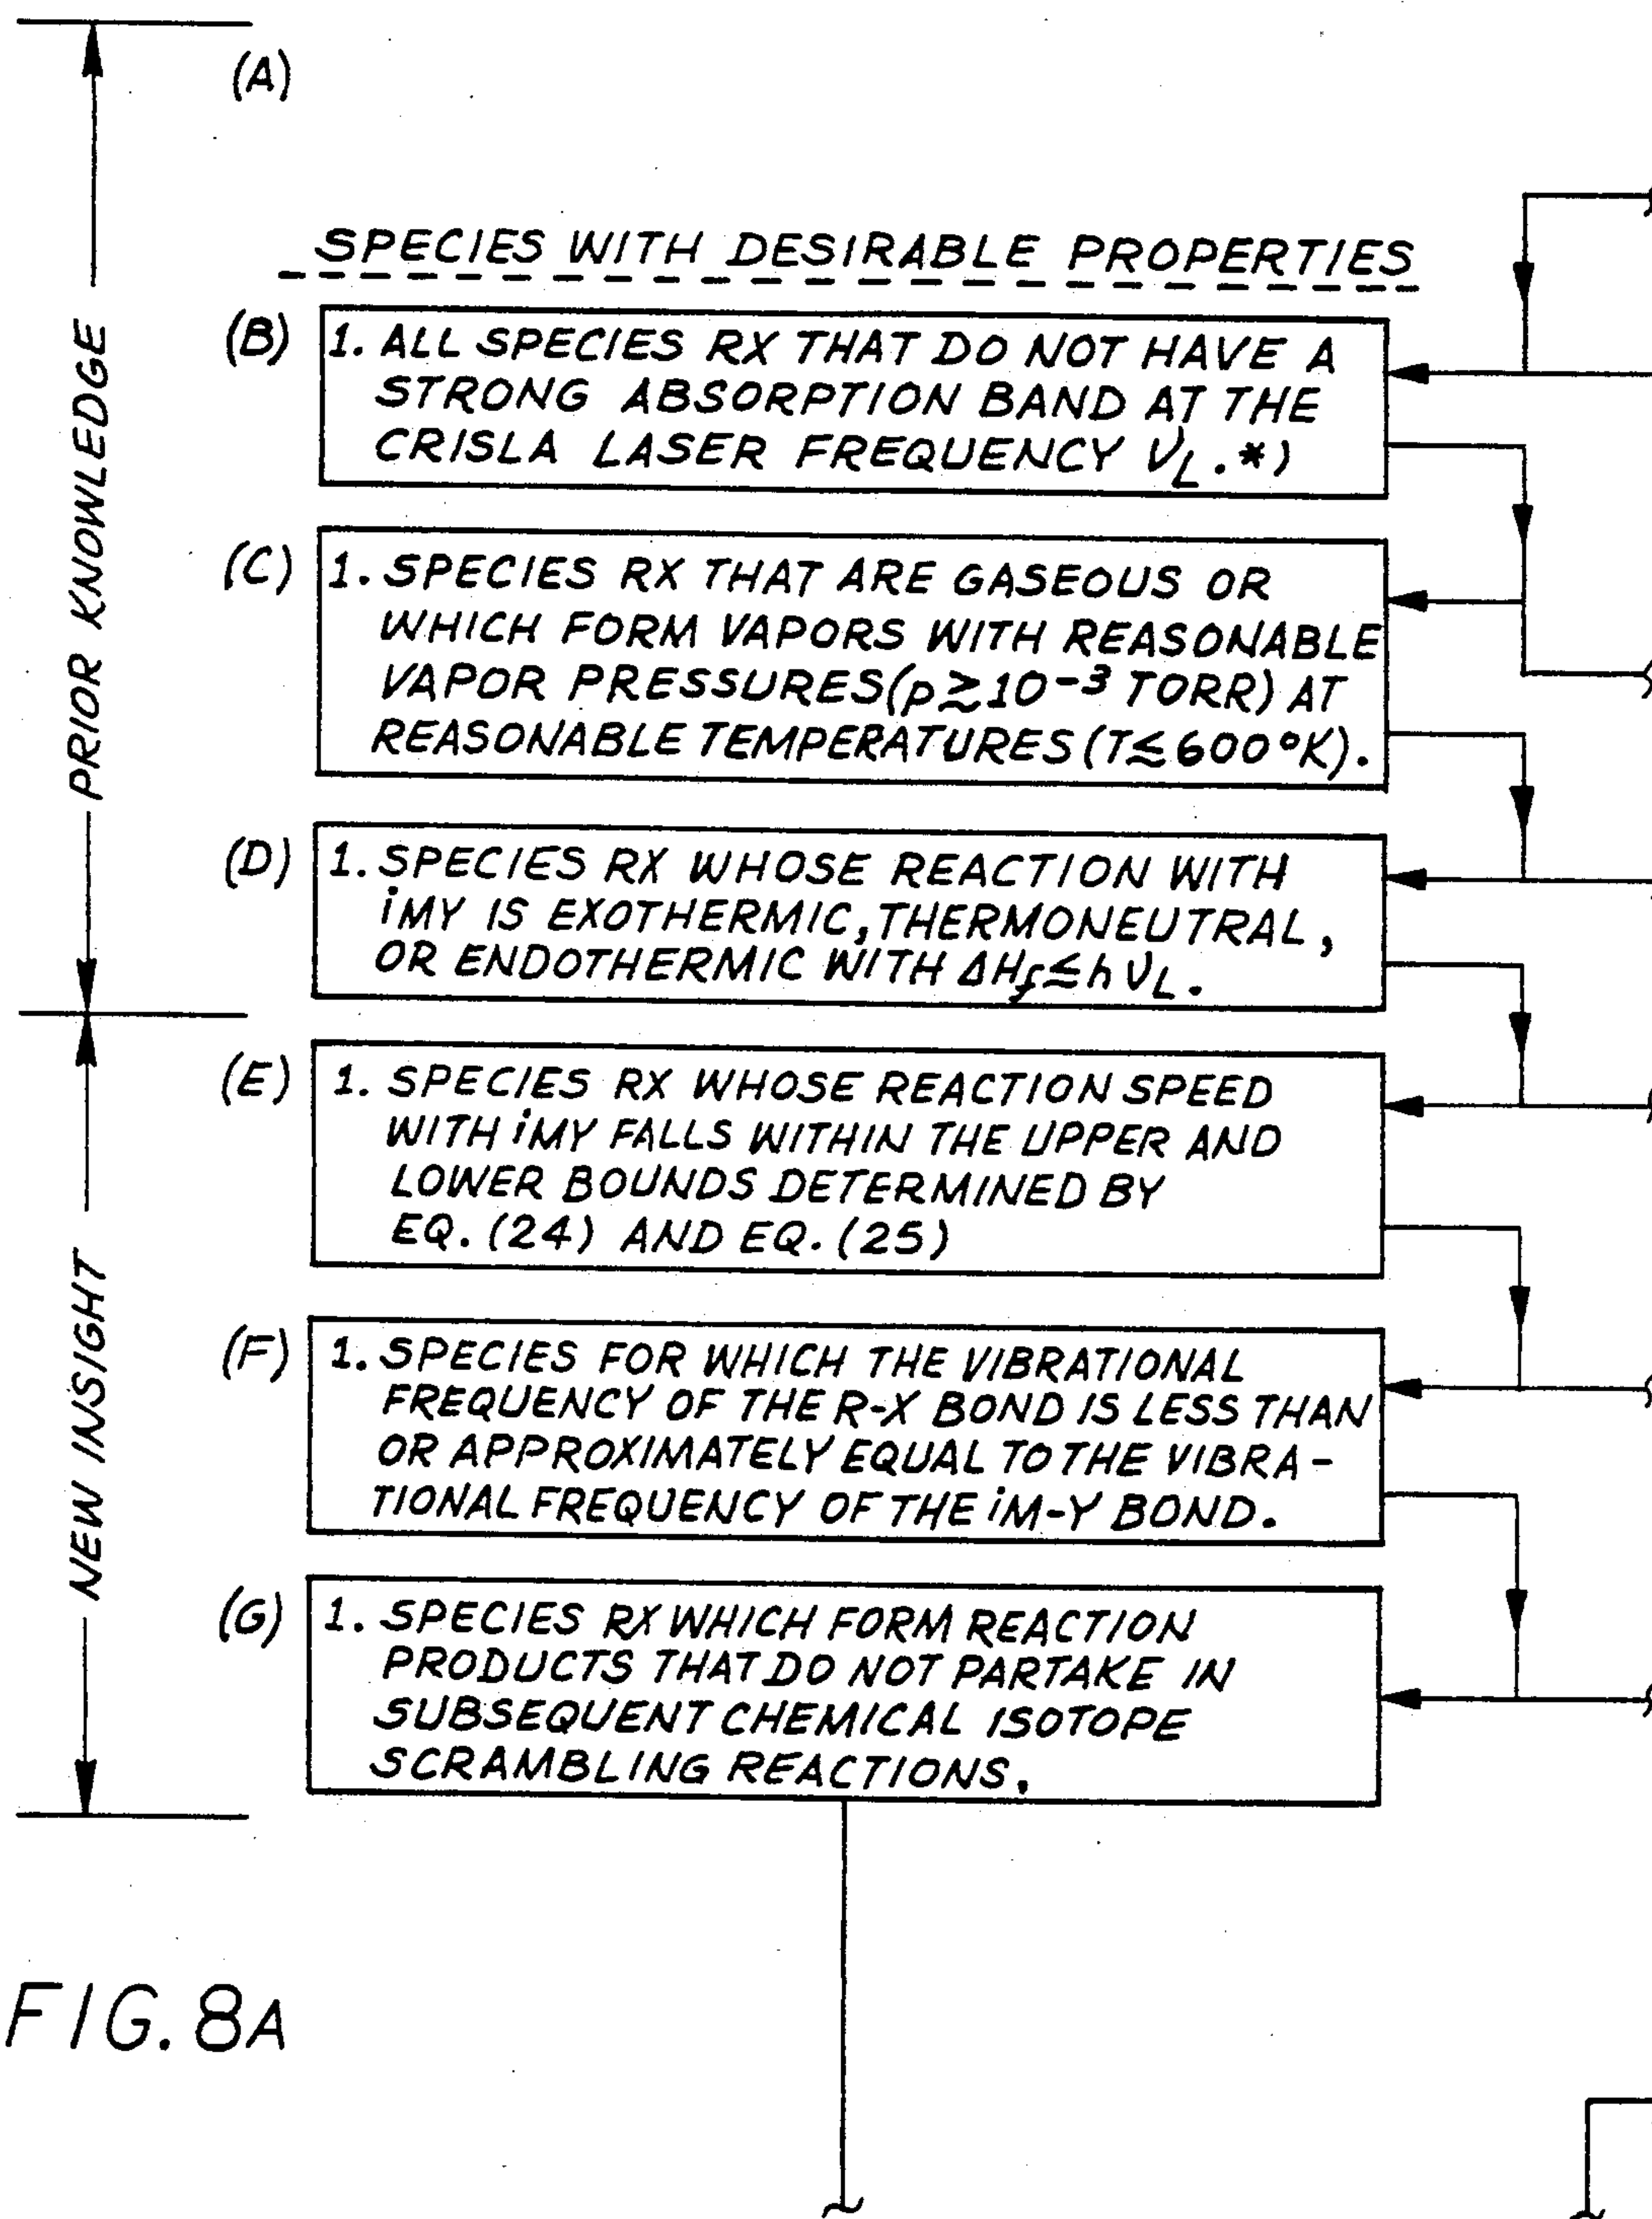 (A)
PRIOR KNOWLEDGE
SPECIES WITH DESIRABLE PROPERTIES
(B) 1. ALL SPECIES RX THAT DO NOT HAVE A
STRONG ABSORPTION BAND AT THE
CRISLA LASER FREQUENCY νL.*)
(C) 1. SPECIES RX THAT ARE GASEOUS OR
WHICH FORM VAPORS WITH REASONABLE
VAPOR PRESSURES(p≳10⁻³ TORR) AT
REASONABLE TEMPERATURES (T≲600°K).
(D) 1. SPECIES RX WHOSE REACTION WITH
iMY IS EXOTHERMIC, THERMONEUTRAL,
OR ENDOTHERMIC WITH ΔHf≲hνL.
NEW INSIGHT
(E) 1. SPECIES RX WHOSE REACTION SPEED
WITH iMY FALLS WITHIN THE UPPER AND
LOWER BOUNDS DETERMINED BY
EQ. (24) AND EQ. (25)
(F) 1. SPECIES FOR WHICH THE VIBRATIONAL
FREQUENCY OF THE R-X BOND IS LESS THAN
OR APPROXIMATELY EQUAL TO THE VIBRA-
TIONAL FREQUENCY OF THE iM-Y BOND.
(G) 1. SPECIES RX WHICH FORM REACTION
PRODUCTS THAT DO NOT PARTAKE IN
SUBSEQUENT CHEMICAL ISOTOPE
SCRAMBLING REACTIONS.
FIG. 8A